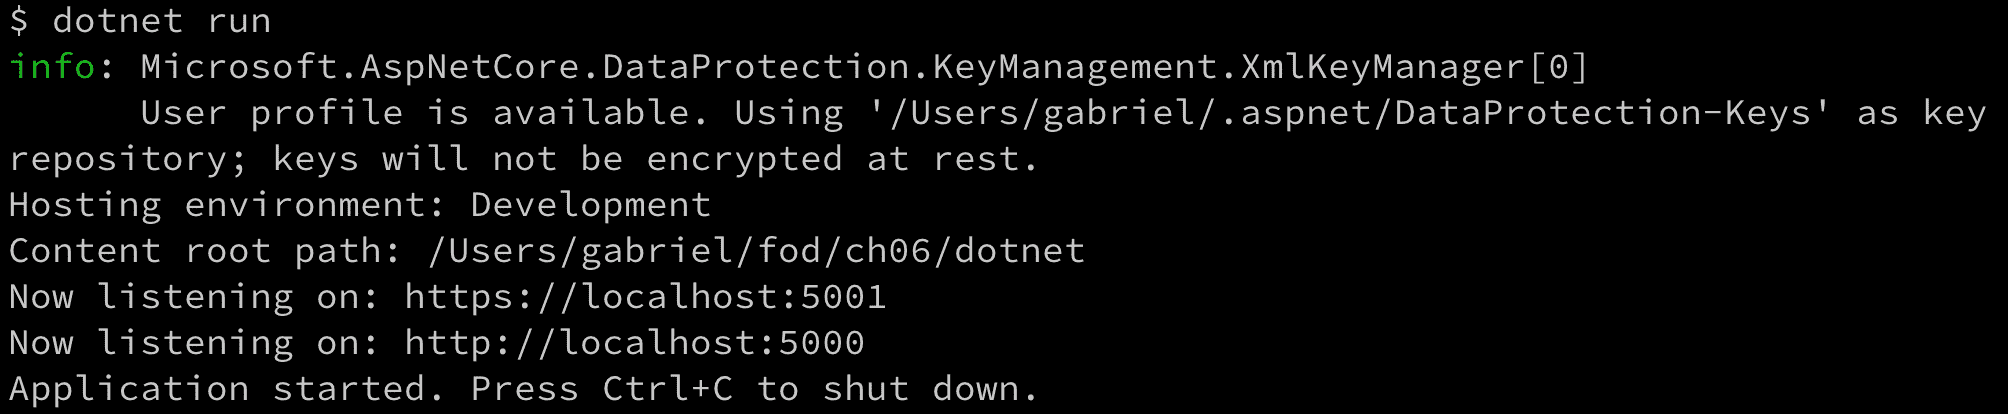 $ dotnet run
info: Microsoft.AspNetCore.DataProtection.KeyManagement.XmlKeyManager[0]
      User profile is available. Using '/Users/gabriel/.aspnet/DataProtection-Keys' as key
repository; keys will not be encrypted at rest.
Hosting environment: Development
Content root path: /Users/gabriel/fod/ch06/dotnet
Now listening on: https://localhost:5001
Now listening on: http://localhost:5000
Application started. Press Ctrl+C to shut down.